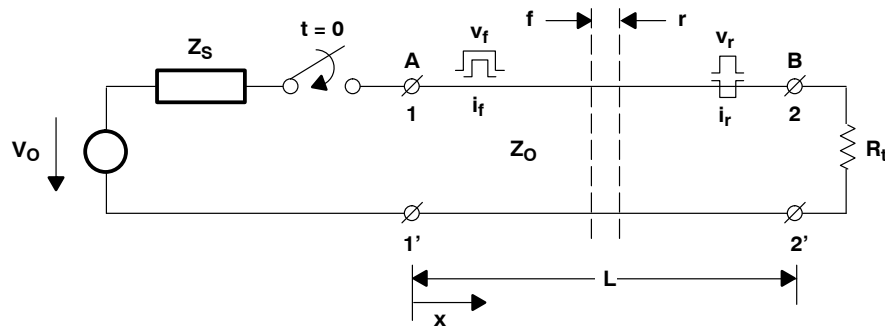 f r
t = 0
Z_S A v_f v_r B
1 i_f i_r 2
V_O Z_O R_t
1' 2'
L
x